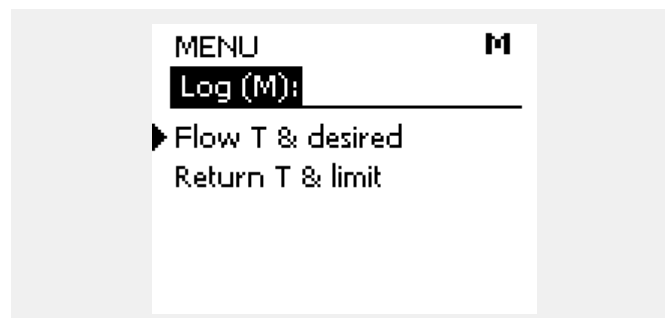 MENU M
Log (M):
Flow T & desired
Return T & limit